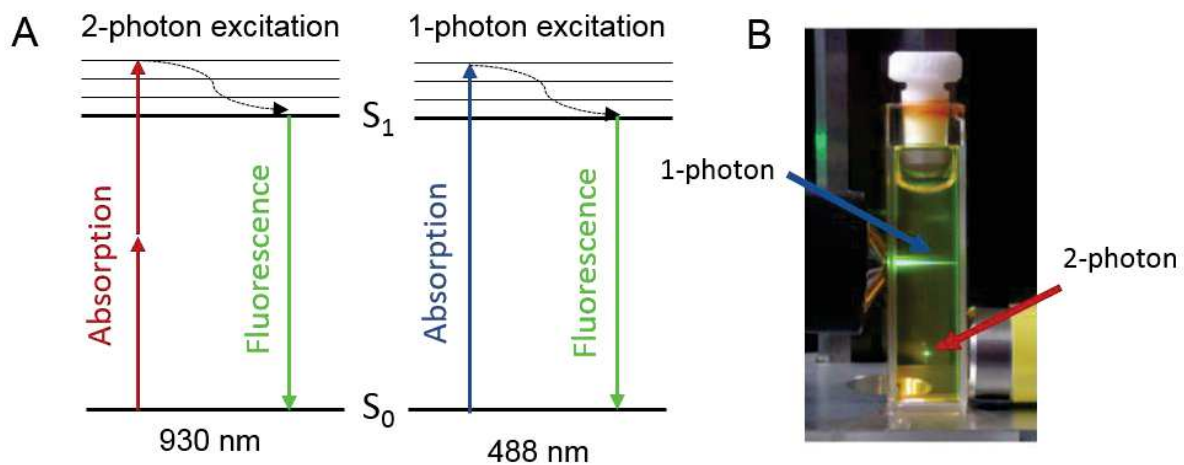 A
2-photon excitation
1-photon excitation
B
Absorption
Fluorescence
S1
S0
Absorption
Fluorescence
930 nm
488 nm
1-photon
2-photon